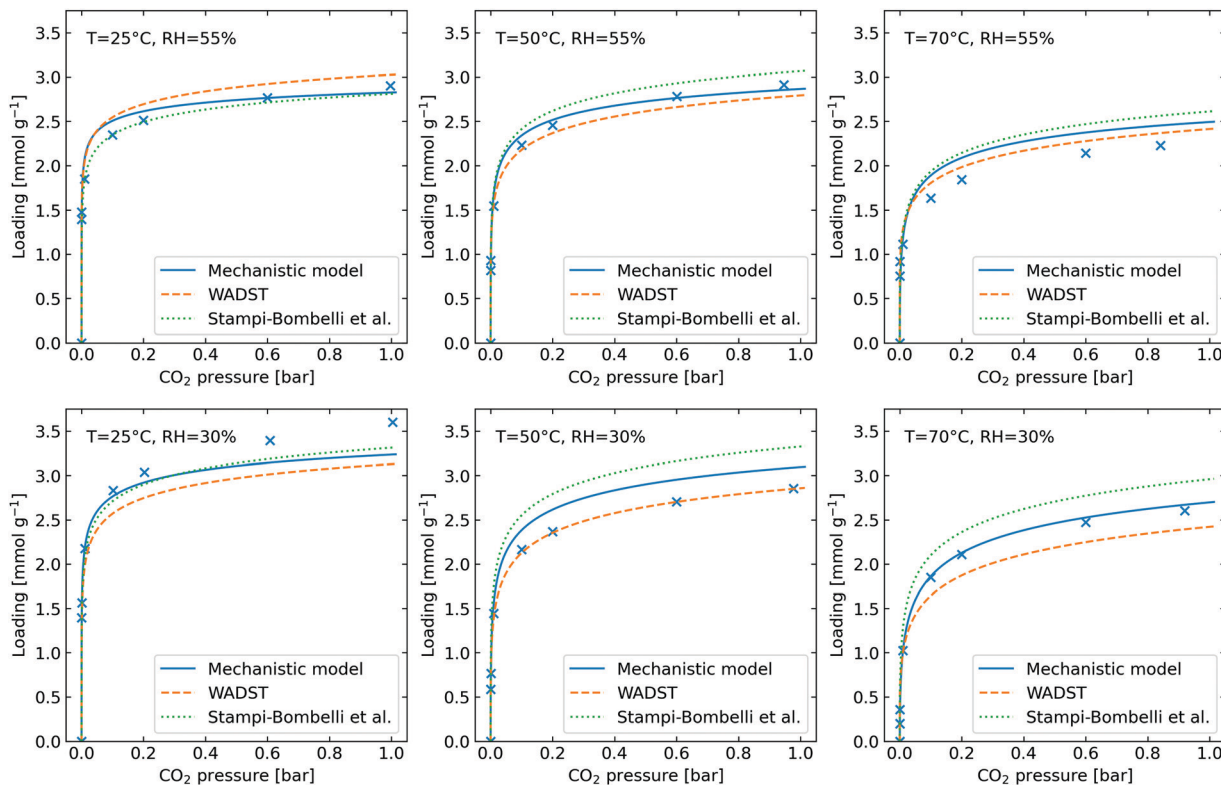 T=25°C, RH=55%
Loading [mmol g⁻¹]
3.5
3.0
2.5
2.0
1.5
1.0
0.5
0.0
Mechanistic model
WADST
Stampi-Bombelli et al.
0.0 0.2 0.4 0.6 0.8 1.0
CO₂ pressure [bar]
T=50°C, RH=55%
Loading [mmol g⁻¹]
3.5
3.0
2.5
2.0
1.5
1.0
0.5
0.0
Mechanistic model
WADST
Stampi-Bombelli et al.
0.0 0.2 0.4 0.6 0.8 1.0
CO₂ pressure [bar]
T=70°C, RH=55%
Loading [mmol g⁻¹]
3.5
3.0
2.5
2.0
1.5
1.0
0.5
0.0
Mechanistic model
WADST
Stampi-Bombelli et al.
0.0 0.2 0.4 0.6 0.8 1.0
CO₂ pressure [bar]
T=25°C, RH=30%
Loading [mmol g⁻¹]
3.5
3.0
2.5
2.0
1.5
1.0
0.5
0.0
Mechanistic model
WADST
Stampi-Bombelli et al.
0.0 0.2 0.4 0.6 0.8 1.0
CO₂ pressure [bar]
T=50°C, RH=30%
Loading [mmol g⁻¹]
3.5
3.0
2.5
2.0
1.5
1.0
0.5
0.0
Mechanistic model
WADST
Stampi-Bombelli et al.
0.0 0.2 0.4 0.6 0.8 1.0
CO₂ pressure [bar]
T=70°C, RH=30%
Loading [mmol g⁻¹]
3.5
3.0
2.5
2.0
1.5
1.0
0.5
0.0
Mechanistic model
WADST
Stampi-Bombelli et al.
0.0 0.2 0.4 0.6 0.8 1.0
CO₂ pressure [bar]